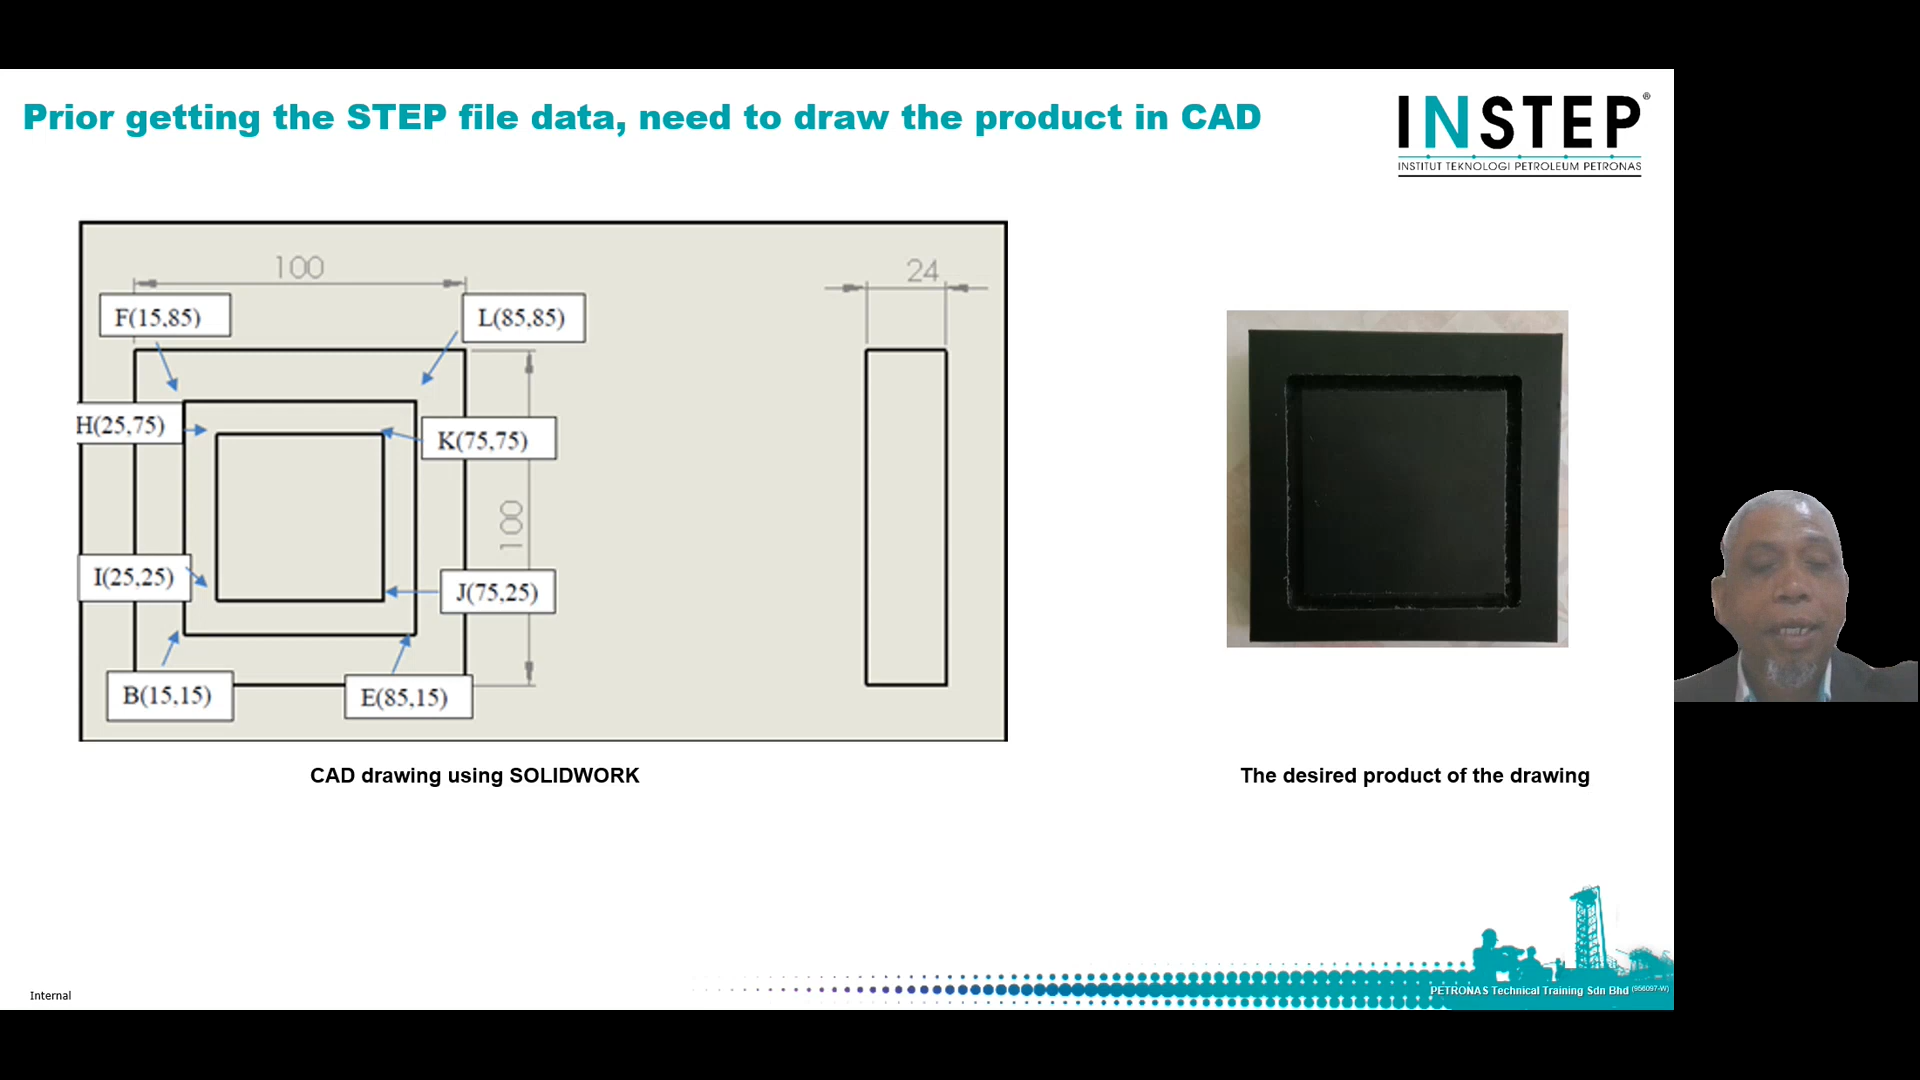 Prior getting the STEP file data, need to draw the product in CAD
INSTEP®
INSTITUT TEKNOLOGI PETROLEUM PETRONAS
100
24
F(15,85)
L(85,85)
H(25,75)
K(75,75)
100
I(25,25)
J(75,25)
B(15,15)
E(85,15)
CAD drawing using SOLIDWORK
The desired product of the drawing
Internal
PETRONAS Technical Training Sdn Bhd (956097-W)